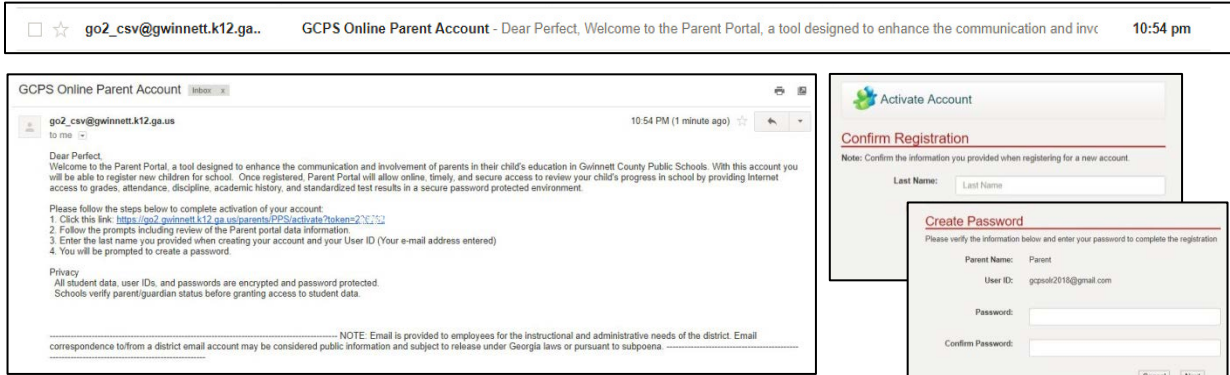 go2_csv@gwinnett.k12.ga.. GCPS Online Parent Account - Dear Perfect, Welcome to the Parent Portal, a tool designed to enhance the communication and invo 10:54 pm
GCPS Online Parent Account Inbox x
go2_csv@gwinnett.k12.ga.us 10:54 PM (1 minute ago)
to me
Dear Perfect,
Welcome to the Parent Portal, a tool designed to enhance the communication and involvement of parents in their child's education in Gwinnett County Public Schools. With this account you
will be able to register new children for school. Once registered, Parent Portal will allow online, timely, and secure access to review your child's progress in school by providing Internet
access to grades, attendance, discipline, academic history, and standardized test results in a secure password protected environment.
Please follow the steps below to complete activation of your account:
1. Click this link: https://go2.gwinnett.k12.ga.us/parents/PPS/activate?token=
2. Follow the prompts including review of the Parent portal data information.
3. Enter the last name you provided when creating your account and your User ID (Your e-mail address entered)
4. You will be prompted to create a password.
Privacy
All student data, user IDs, and passwords are encrypted and password protected.
Schools verify parent/guardian status before granting access to student data.
NOTE: Email is provided to employees for the instructional and administrative needs of the district. Email
correspondence to/from a district email account may be considered public information and subject to release under Georgia laws or pursuant to subpoena.
Activate Account
Confirm Registration
Note: Confirm the information you provided when registering for a new account.
Last Name: Last Name
Create Password
Please verify the information below and enter your password to complete the registration
Parent Name: Parent
User ID: gcpsolr2018@gmail.com
Password:
Confirm Password:
Next